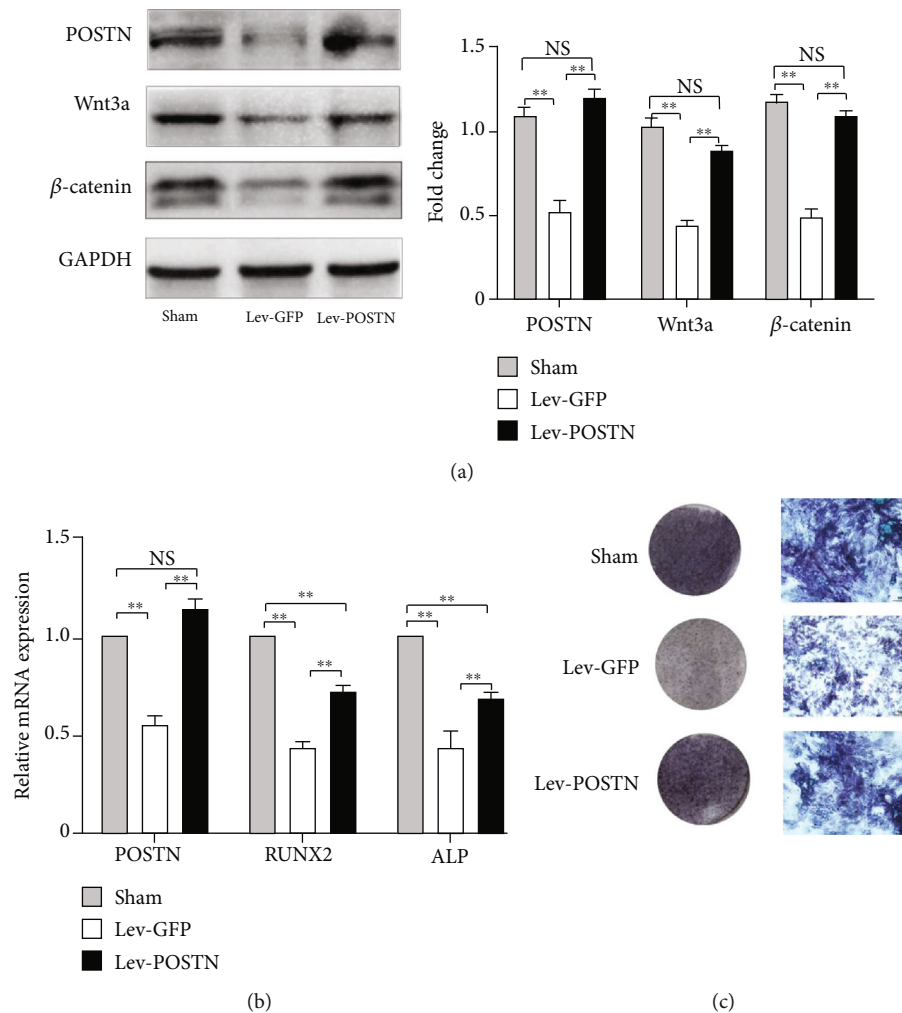 POSTN
Wnt3a
β-catenin
GAPDH
Sham Lev-GFP Lev-POSTN
Fold change
1.5
1.0
0.5
0
NS
** **
NS
**
**
NS
** **
POSTN Wnt3a β-catenin
Sham
Lev-GFP
Lev-POSTN
(a)
Relative mRNA expression
1.5
1.0
0.5
0
NS
** **
**
**
**
**
**
**
POSTN RUNX2 ALP
Sham
Lev-GFP
Lev-POSTN
(b)
Sham
Lev-GFP
Lev-POSTN
(c)